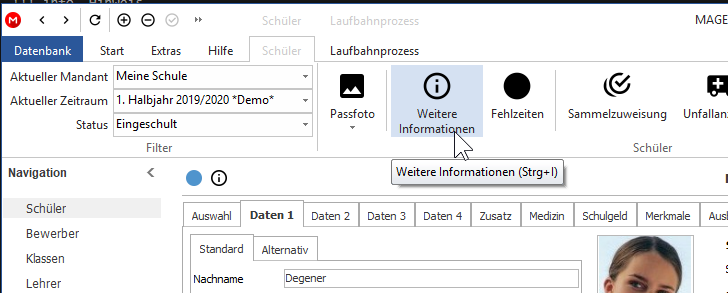 Schüler Laufbahnprozess MAGE
Datenbank Start Extras Hilfe Schüler Laufbahnprozess
Aktueller Mandant Meine Schule
Aktueller Zeitraum 1. Halbjahr 2019/2020 *Demo*
Status Eingeschult
Filter
Passfoto
Weitere
Informationen
Fehlzeiten
Sammelzuweisung
Unfallanz
Schüler
Weitere Informationen (Strg+I)
Navigation
Schüler
Bewerber
Klassen
Lehrer
Auswahl Daten 1 Daten 2 Daten 3 Daten 4 Zusatz Medizin Schulgeld Merkmale
Standard Alternativ
Nachname Degener